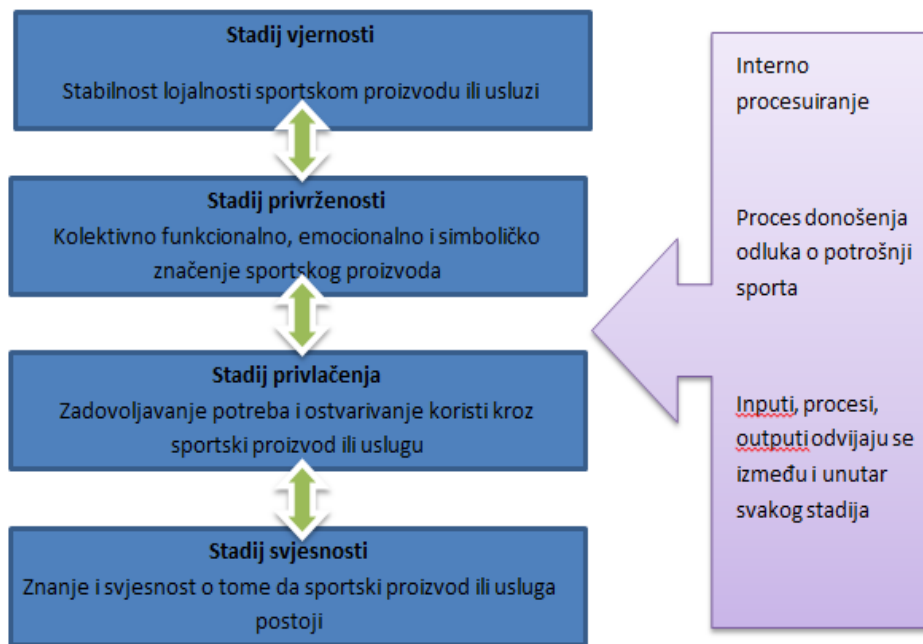 Stadij vjernosti
Stabilnost lojalnosti sportskom proizvodu ili usluzi
Stadij privrženosti
Kolektivno funkcionalno, emocionalno i simboličko
značenje sportskog proizvoda
Stadij privlačenja
Zadovoljavanje potreba i ostvarivanje koristi kroz
sportski proizvod ili uslugu
Stadij svjesnosti
Znanje i svjesnost o tome da sportski proizvod ili usluga
postoji
Interno
procesuiranje
Proces donošenja
odluka o potrošnji
sporta
Inputi, procesi,
outputi odvijaju se
između i unutar
svakog stadija